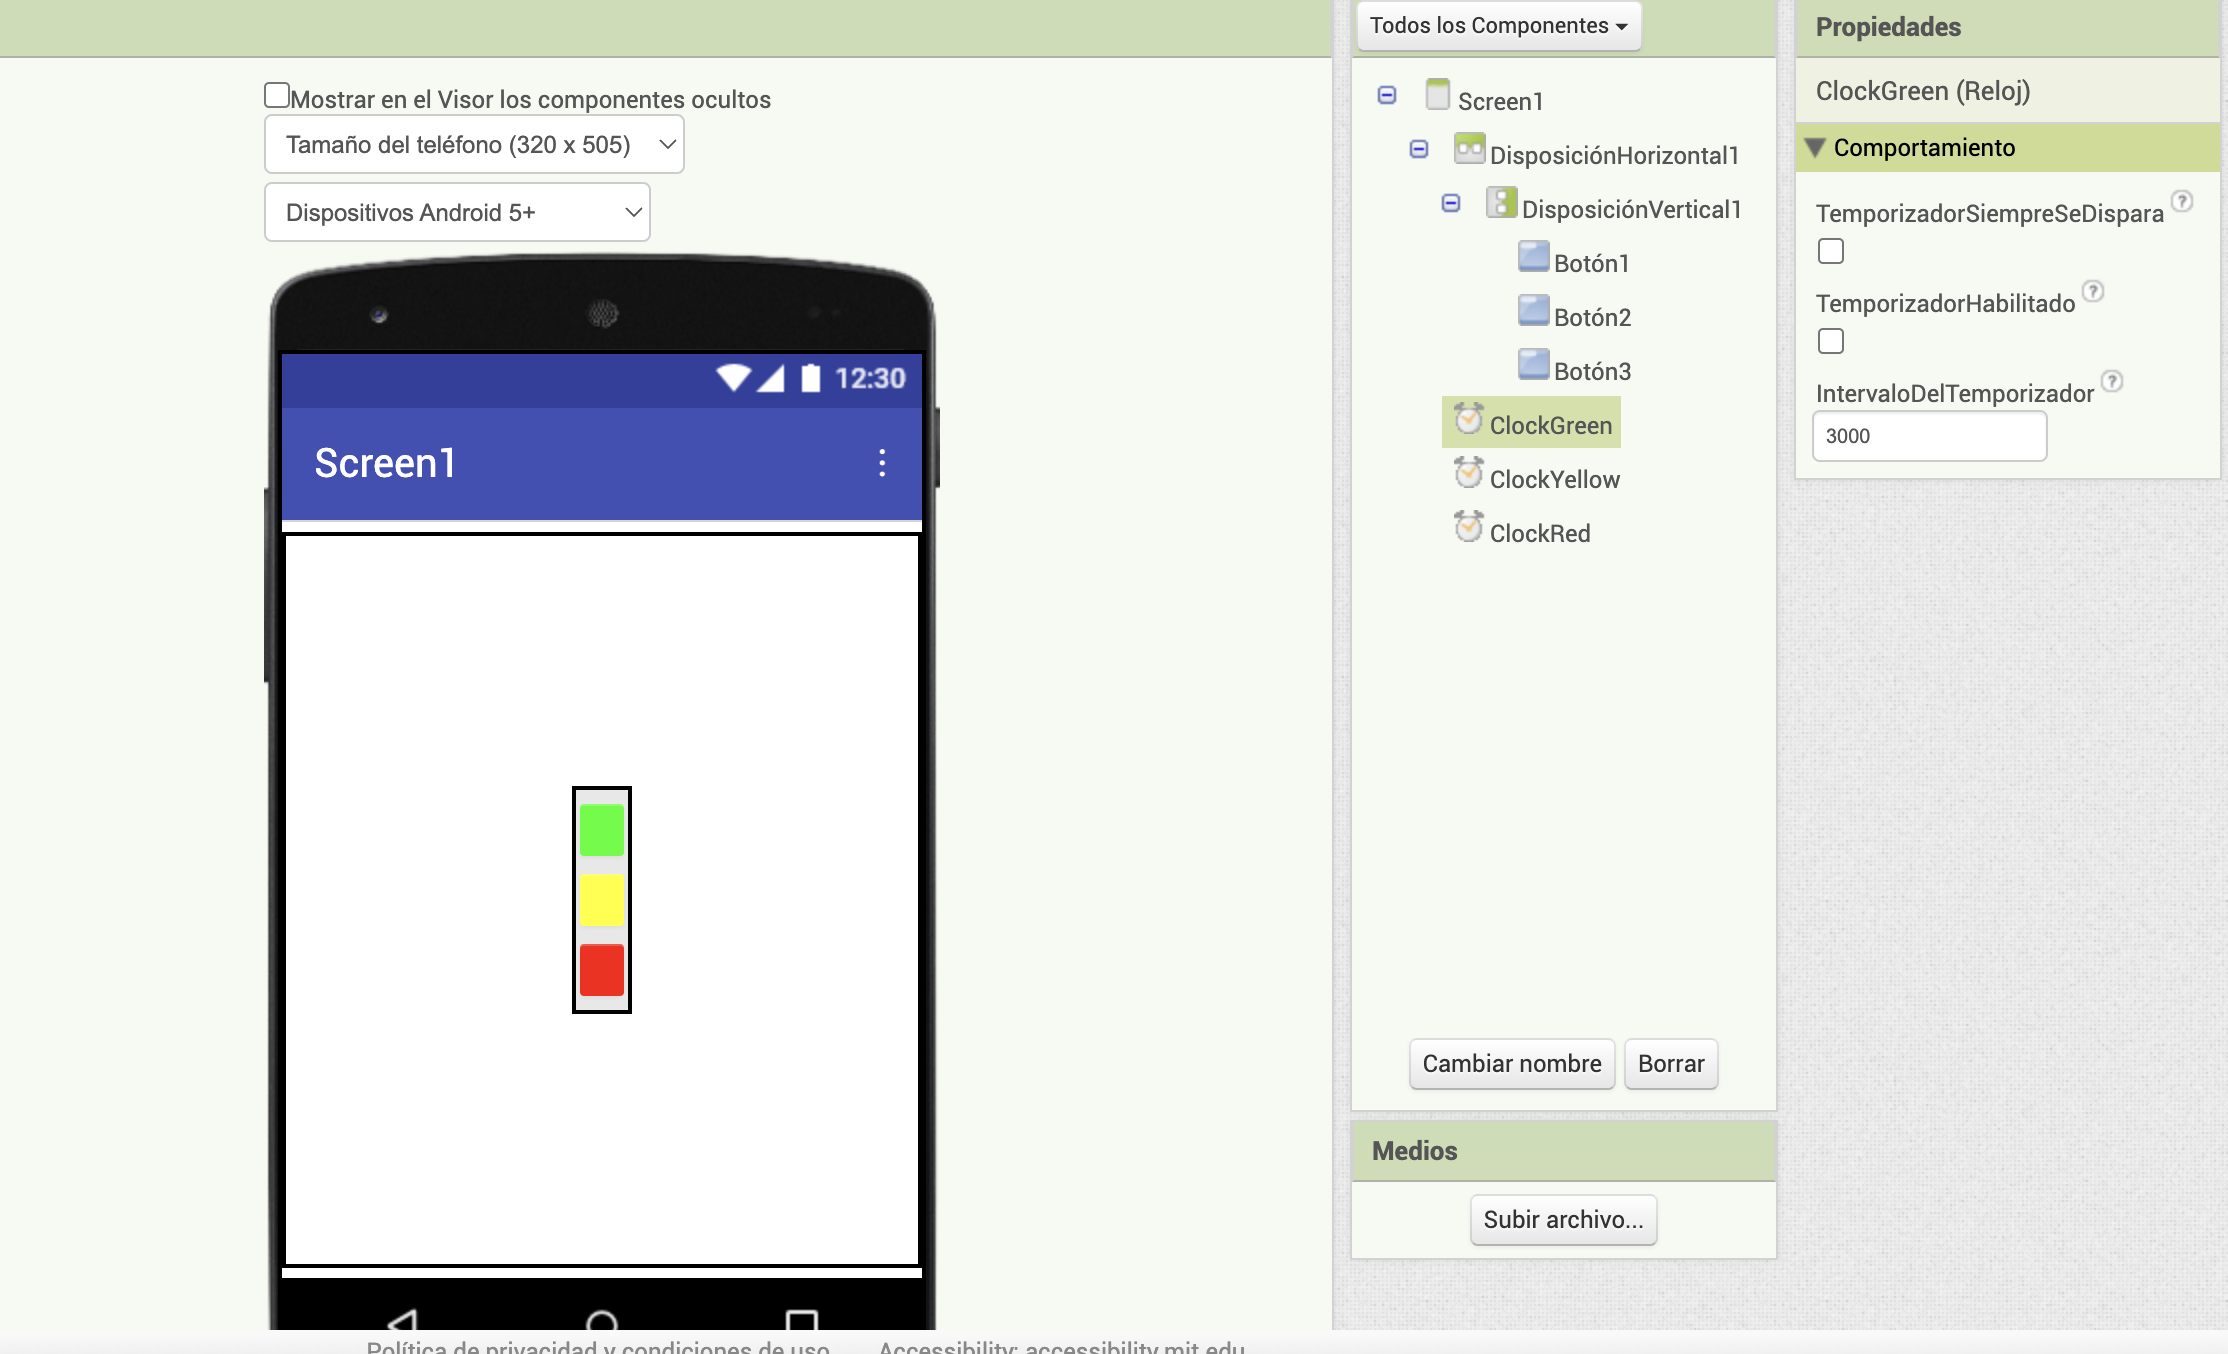 Mostrar en el Visor los componentes ocultos
Tamaño del teléfono (320 x 505)
Dispositivos Android 5+
12:30
Screen1
Todos los Componentes
Screen1
DisposiciónHorizontal1
DisposiciónVertical1
Botón1
Botón2
Botón3
ClockGreen
ClockYellow
ClockRed
Cambiar nombre
Borrar
Medios
Subir archivo...
Propiedades
ClockGreen (Reloj)
Comportamiento
TemporizadorSiempreSeDispara
TemporizadorHabilitado
IntervaloDelTemporizador
3000
Política de privacidad y condiciones de uso
Accessibility: accessibility.mit.edu